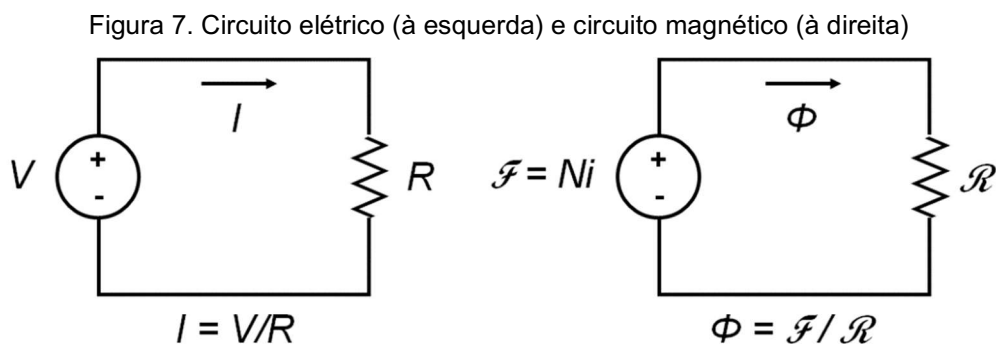 Figura 7. Circuito elétrico (à esquerda) e circuito magnético (à direita)
I
V
+
-
R
I = V/R
Φ
ℱ = Ni
+
-
ℛ
Φ = ℱ / ℛ